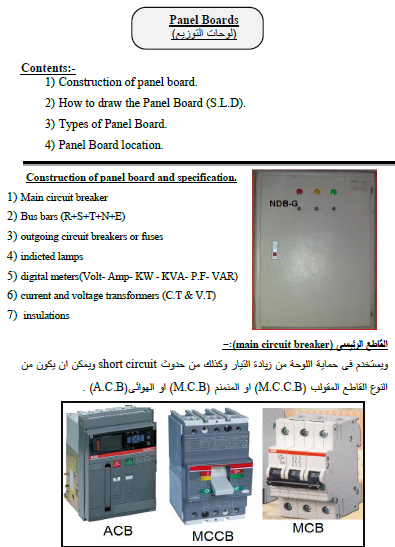 Panel Boards
(لوحات التوزيع)
Contents:-
1) Construction of panel board.
2) How to draw the Panel Board (S.L.D).
3) Types of Panel Board.
4) Panel Board location.
Construction of panel board and specification.
1) Main circuit breaker
2) Bus bars (R+S+T+N+E)
3) outgoing circuit breakers or fuses
4) indicted lamps
5) digital meters(Volt- Amp- KW - KVA- P.F- VAR)
6) current and voltage transformers (C.T & V.T)
7) insulations
NDB-G
القاطع الرئيسى (main circuit breaker):–
ويستخدم فى حماية اللوحة من زيادة التيار وكذلك من حدوث short circuit ويمكن ان يكون من
النوع القاطع المقولب (M.C.C.B) او المنمنم (M.C.B) او الهوائى(A.C.B) .
ACB
MCCB
MCB